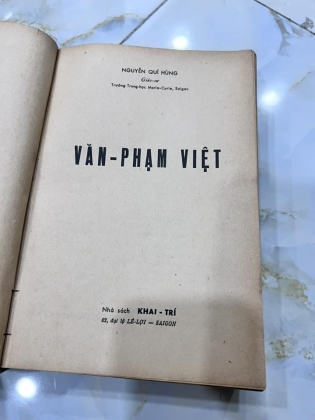 NGUYỄN QUÍ HÙNG
Giáo-sư
Trường Trung-học Marie-Curie, Saigon
VĂN-PHẠM VIỆT
Nhà sách KHAI-TRÍ
62, đại lộ LÊ-LỢI — SAIGON